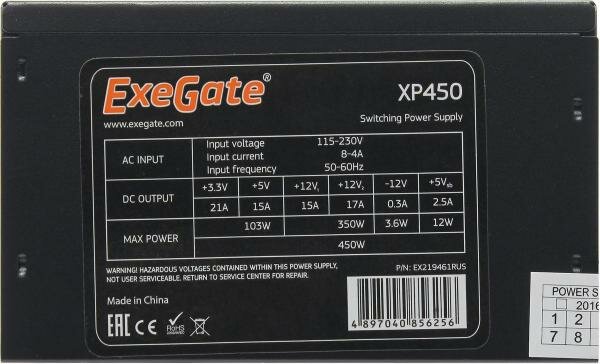 ExeGate®
XP450
www.exegate.com
Switching Power Supply
AC INPUT
Input voltage 115-230V
Input current 8-4A
Input frequency 50-60Hz
DC OUTPUT
+3.3V +5V +12V₁ +12V₂ -12V +5Vsb
21A 15A 15A 17A 0.3A 2.5A
MAX POWER
103W 350W 3.6W 12W
450W
WARNING! HAZARDOUS VOLTAGES CONTAINED WITHIN THIS POWER SUPPLY,
NOT USER SERVICEABLE. RETURN TO SERVICE CENTER FOR REPAIR.
P/N: EX219461RUS
Made in China
EAC CE RoHS
4 897040 856256
POWER S
2016
1 2
7 8